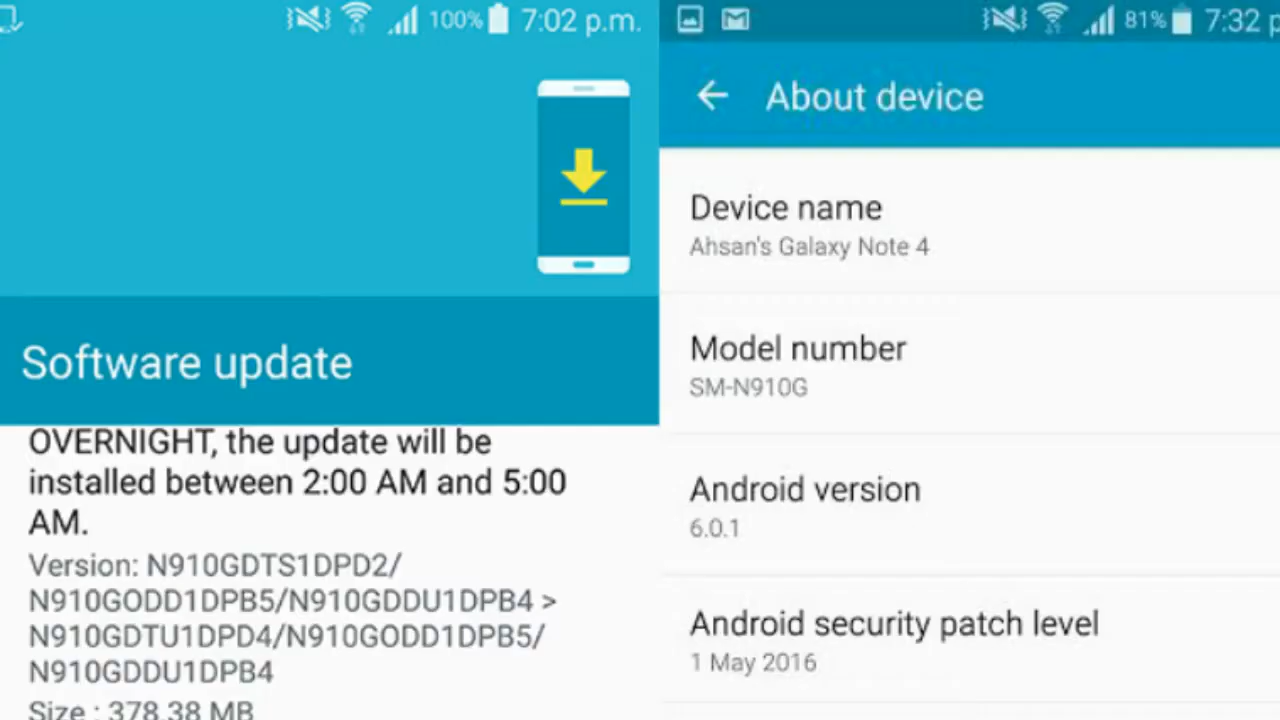 100% 7:02 p.m.
Software update
OVERNIGHT, the update will be
installed between 2:00 AM and 5:00
AM.
Version: N910GDTS1DPD2/
N910GODD1DPB5/N910GDDU1DPB4 >
N910GDTU1DPD4/N910GODD1DPB5/
N910GDDU1DPB4
Size : 378.38 MB
81% 7:32 p
About device
Device name
Ahsan's Galaxy Note 4
Model number
SM-N910G
Android version
6.0.1
Android security patch level
1 May 2016